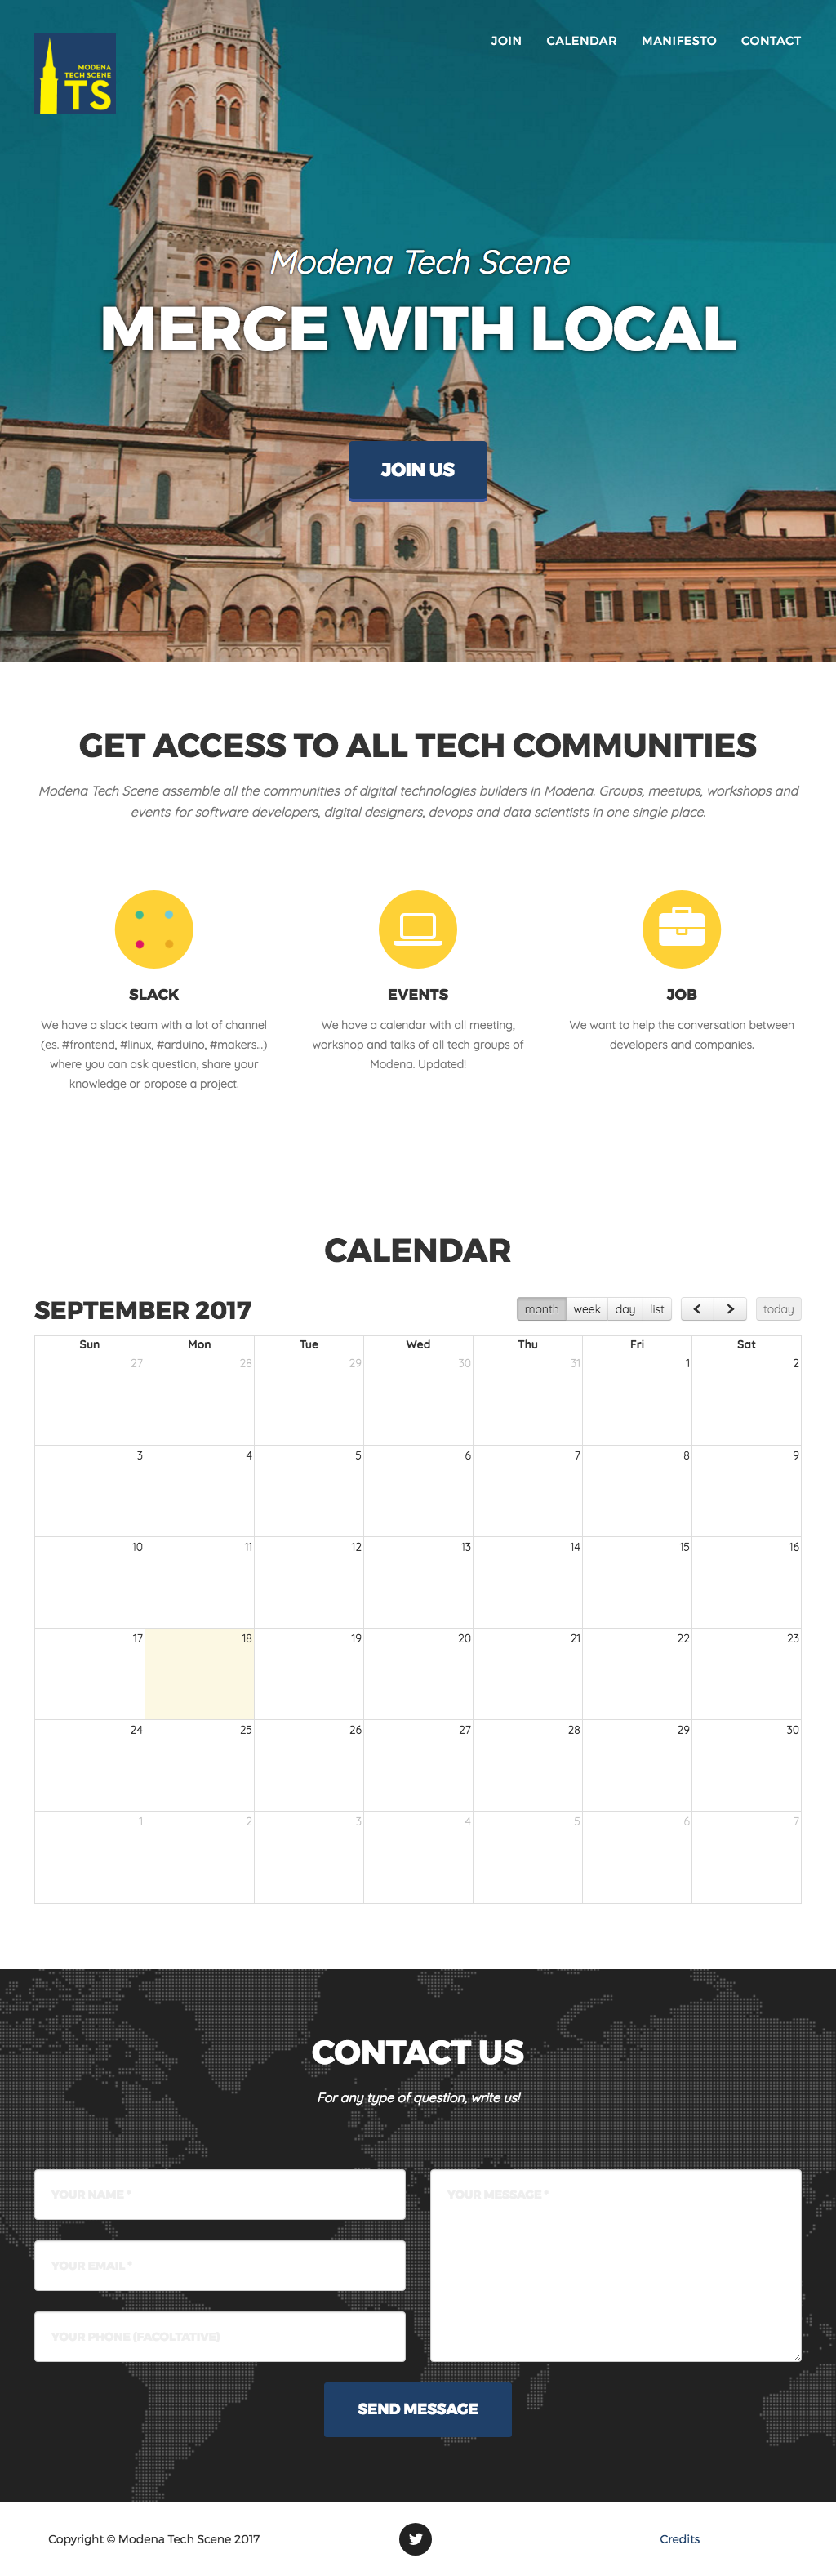 MODENA
TECH SCENE
TS
JOIN CALENDAR MANIFESTO CONTACT
Modena Tech Scene
MERGE WITH LOCAL
JOIN US
GET ACCESS TO ALL TECH COMMUNITIES
Modena Tech Scene assemble all the communities of digital technologies builders in Modena. Groups, meetups, workshops and
events for software developers, digital designers, devops and data scientists in one single place.
SLACK
We have a slack team with a lot of channel
(es. #frontend, #linux, #arduino, #makers...)
where you can ask question, share your
knowledge or propose a project.
EVENTS
We have a calendar with all meeting,
workshop and talks of all tech groups of
Modena. Updated!
JOB
We want to help the conversation between
developers and companies.
CALENDAR
SEPTEMBER 2017
month week day list today
Sun Mon Tue Wed Thu Fri Sat
27 28 29 30 31 1 2
3 4 5 6 7 8 9
10 11 12 13 14 15 16
17 18 19 20 21 22 23
24 25 26 27 28 29 30
1 2 3 4 5 6 7
CONTACT US
For any type of question, write us!
YOUR NAME *
YOUR EMAIL *
YOUR PHONE (FACOLTATIVE)
YOUR MESSAGE *
SEND MESSAGE
Copyright © Modena Tech Scene 2017
Credits